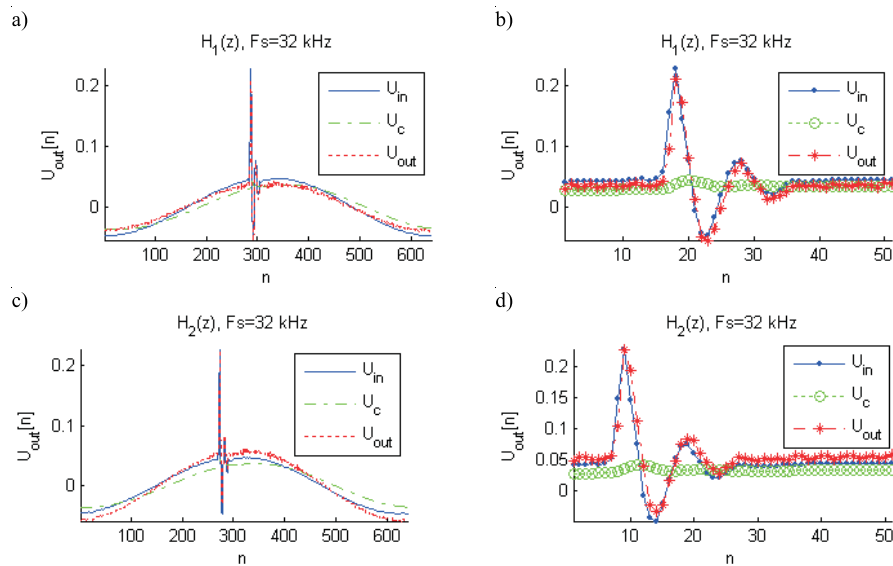 a)
H1(z), Fs=32 kHz
Uout[n]
0.2
0.1
0
100 200 300 400 500 600
n
Uin
Uc
Uout
b)
H1(z), Fs=32 kHz
Uout[n]
0.2
0.1
0
10 20 30 40 50
n
Uin
Uc
Uout
c)
H2(z), Fs=32 kHz
Uout[n]
0.2
0.1
0
100 200 300 400 500 600
n
Uin
Uc
Uout
d)
H2(z), Fs=32 kHz
Uout[n]
0.2
0.15
0.1
0.05
0
10 20 30 40 50
n
Uin
Uc
Uout